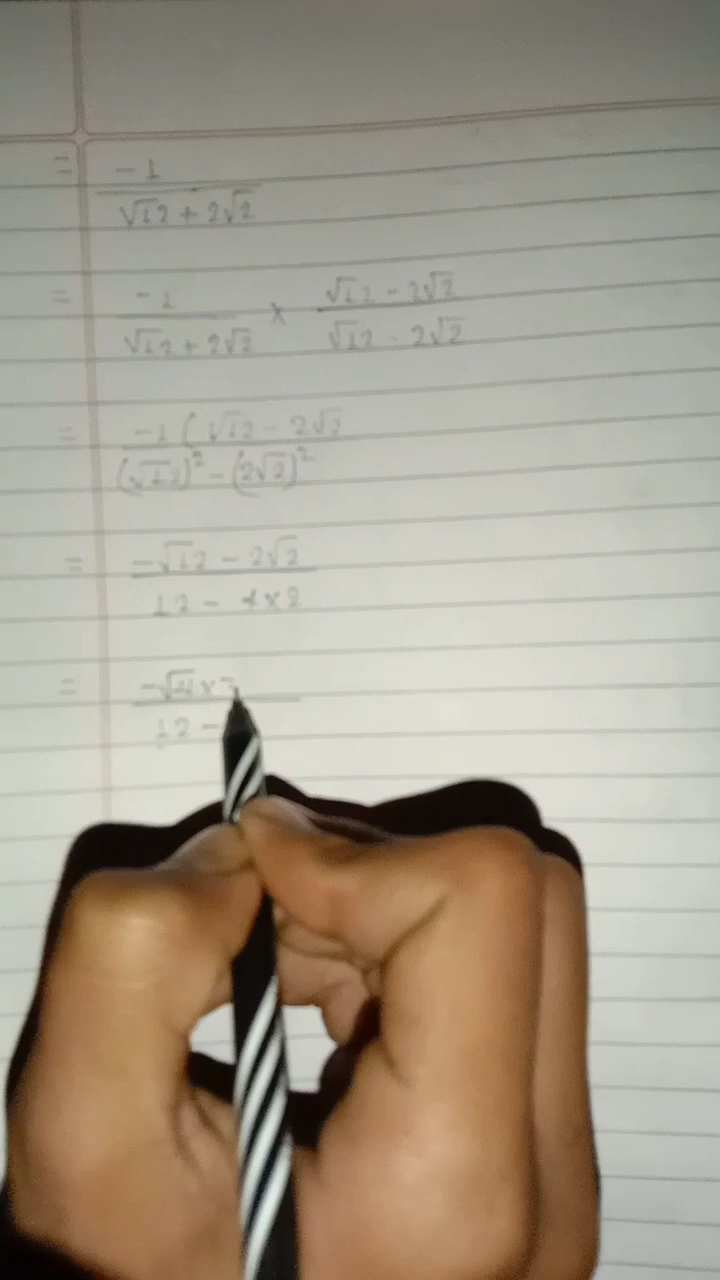 = -1 / √12 + 2√2
= -1 / √12 + 2√2 × √12 - 2√2 / √12 - 2√2
= -1 (√12 - 2√2 / (√12)² - (2√2)²
= -√12 - 2√2 / 12 - 4×2
= -√4×3 / 12 -